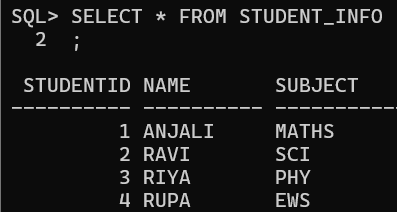 SQL> SELECT * FROM STUDENT_INFO
  2  ;
 STUDENTID NAME       SUBJECT
---------- ---------- ----------
         1 ANJALI     MATHS
         2 RAVI       SCI
         3 RIYA       PHY
         4 RUPA       EWS